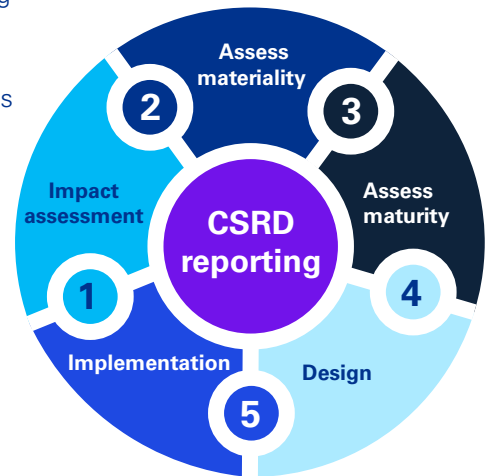 g
s
1
Impact
assessment
2
Assess
materiality
3
Assess
maturity
4
Design
5
Implementation
CSRD
reporting